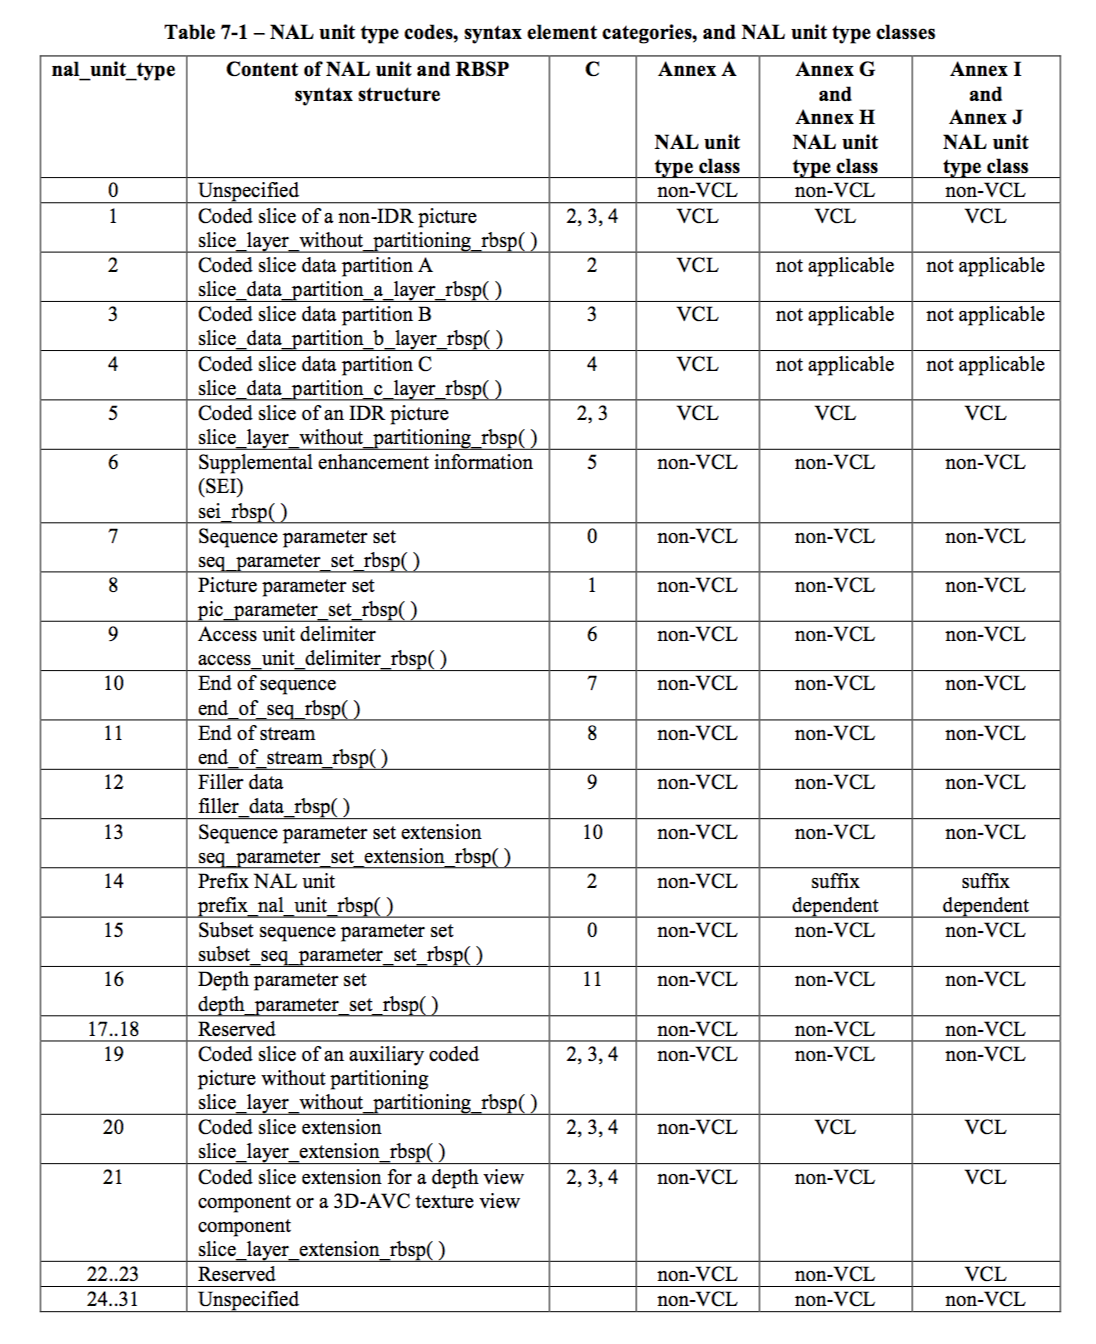 Table 7-1 – NAL unit type codes, syntax element categories, and NAL unit type classes
nal_unit_type Content of NAL unit and RBSP C Annex A Annex G Annex I
syntax structure and and
Annex H Annex J
NAL unit NAL unit NAL unit
type class type class type class
0 Unspecified non-VCL non-VCL non-VCL
1 Coded slice of a non-IDR picture 2, 3, 4 VCL VCL VCL
slice_layer_without_partitioning_rbsp( )
2 Coded slice data partition A 2 VCL not applicable not applicable
slice_data_partition_a_layer_rbsp( )
3 Coded slice data partition B 3 VCL not applicable not applicable
slice_data_partition_b_layer_rbsp( )
4 Coded slice data partition C 4 VCL not applicable not applicable
slice_data_partition_c_layer_rbsp( )
5 Coded slice of an IDR picture 2, 3 VCL VCL VCL
slice_layer_without_partitioning_rbsp( )
6 Supplemental enhancement information 5 non-VCL non-VCL non-VCL
(SEI)
sei_rbsp( )
7 Sequence parameter set 0 non-VCL non-VCL non-VCL
seq_parameter_set_rbsp( )
8 Picture parameter set 1 non-VCL non-VCL non-VCL
pic_parameter_set_rbsp( )
9 Access unit delimiter 6 non-VCL non-VCL non-VCL
access_unit_delimiter_rbsp( )
10 End of sequence 7 non-VCL non-VCL non-VCL
end_of_seq_rbsp( )
11 End of stream 8 non-VCL non-VCL non-VCL
end_of_stream_rbsp( )
12 Filler data 9 non-VCL non-VCL non-VCL
filler_data_rbsp( )
13 Sequence parameter set extension 10 non-VCL non-VCL non-VCL
seq_parameter_set_extension_rbsp( )
14 Prefix NAL unit 2 non-VCL suffix suffix
prefix_nal_unit_rbsp( ) dependent dependent
15 Subset sequence parameter set 0 non-VCL non-VCL non-VCL
subset_seq_parameter_set_rbsp( )
16 Depth parameter set 11 non-VCL non-VCL non-VCL
depth_parameter_set_rbsp( )
17..18 Reserved non-VCL non-VCL non-VCL
19 Coded slice of an auxiliary coded 2, 3, 4 non-VCL non-VCL non-VCL
picture without partitioning
slice_layer_without_partitioning_rbsp( )
20 Coded slice extension 2, 3, 4 non-VCL VCL VCL
slice_layer_extension_rbsp( )
21 Coded slice extension for a depth view 2, 3, 4 non-VCL non-VCL VCL
component or a 3D-AVC texture view
component
slice_layer_extension_rbsp( )
22..23 Reserved non-VCL non-VCL VCL
24..31 Unspecified non-VCL non-VCL non-VCL